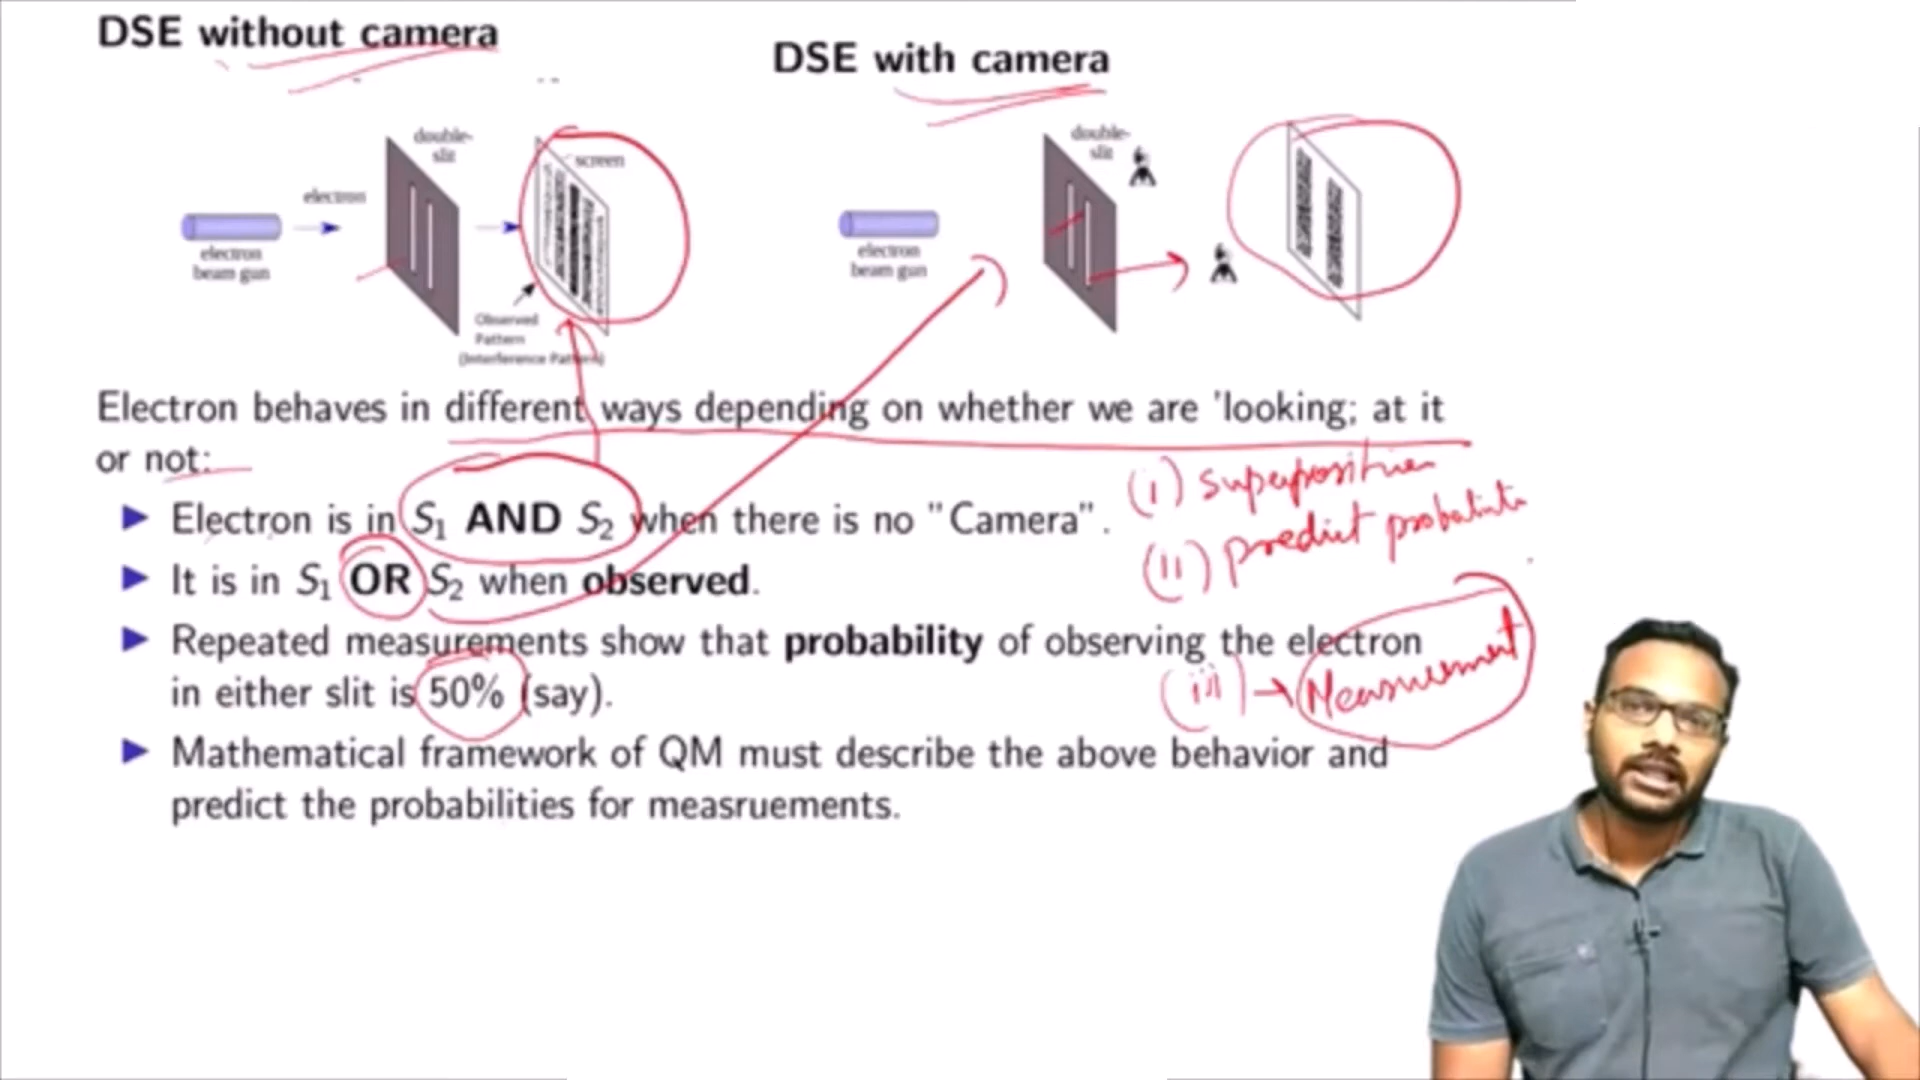 DSE without camera
DSE with camera
double-
slit
screen
electron
electron
beam gun
Observed
Pattern
(Interference Pattern)
double-
slit
electron
beam gun
Electron behaves in different ways depending on whether we are 'looking; at it
or not:
Electron is in S₁ AND S₂ when there is no "Camera".
It is in S₁ OR S₂ when observed.
Repeated measurements show that probability of observing the electron
in either slit is 50% (say).
Mathematical framework of QM must describe the above behavior and
predict the probabilities for measruements.
(i) superposition
(ii) predict
(iii) → Measurement